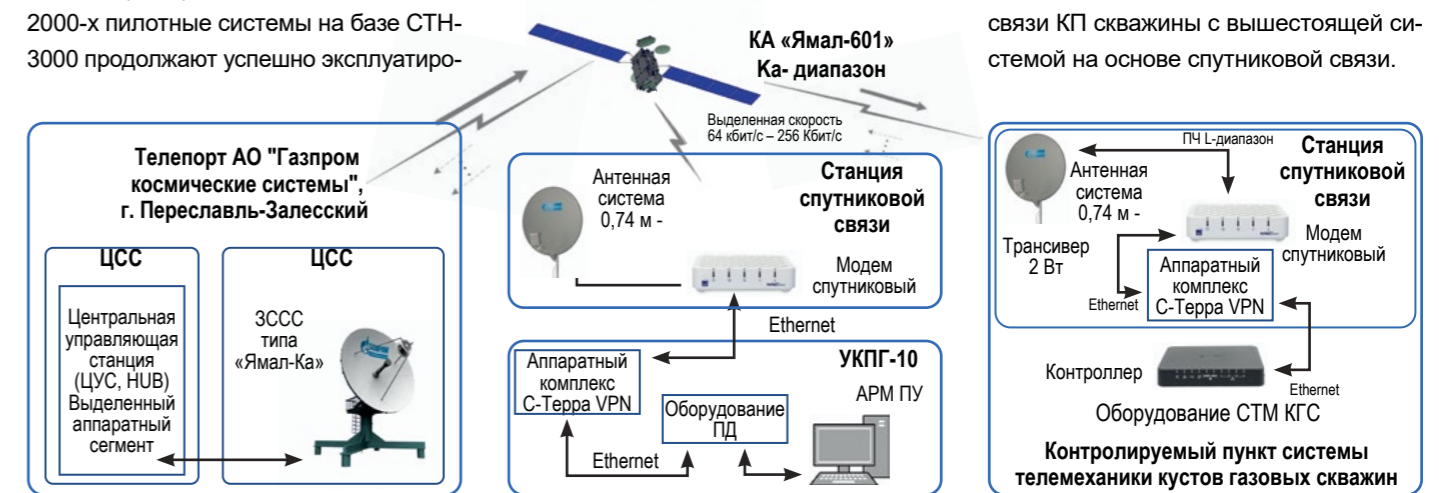 2000-х пилотные системы на базе СТН-
3000 продолжают успешно эксплуатиро-
связи КП скважины с вышестоящей си-
стемой на основе спутниковой связи.
КА «Ямал-601»
Ka- диапазон
Выделенная скорость
64 кбит/с – 256 Кбит/с
Телепорт АО "Газпром
космические системы",
г. Переславль-Залесский
ЦСС
Центральная
управляющая
станция
(ЦУС, HUB)
Выделенный
аппаратный
сегмент
ЦСС
ЗССС
типа
«Ямал-Ка»
Антенная
система
0,74 м -
Станция
спутниковой
связи
Модем
спутниковый
Ethernet
УКПГ-10
Аппаратный
комплекс
С-Терра VPN
Оборудование
ПД
АРМ ПУ
Ethernet
ПЧ L-диапазон
Станция
спутниковой
связи
Антенная
система
0,74 м -
Трансивер
2 Вт
Модем
спутниковый
Ethernet
Аппаратный
комплекс
С-Терра VPN
Контроллер
Ethernet
Оборудование СТМ КГС
Контролируемый пункт системы
телемеханики кустов газовых скважин